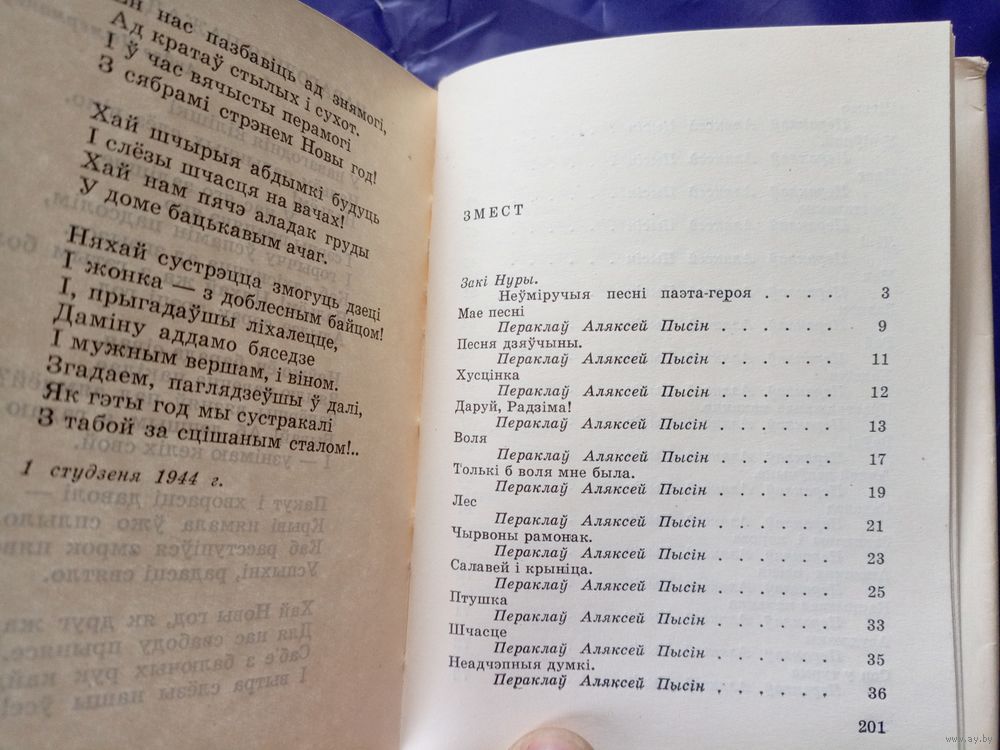 нас пазбавіць ад знямогі,
Ад кратаў стылых і сухот.
І ў час вячысты перамогі
З сябрамі стрэнем Новы год!
Хай шчырыя абдымкі будуць
І слёзы шчасця на вачах!
Хай нам пячэ аладак груды
У доме бацькавым ачаг.
Няхай сустрэцца змогуць дзеці
І жонка — з доблесным байцом!
І, прыгадаўшы ліхалецце,
Даміну аддамо бяседзе
І мужным вершам, і віном.
Згадаем, паглядзеўшы ў далі,
Як гэты год мы сустракалі
З табой за сцішаным сталом!..
1 студзеня 1944 г.
ЗМЕСТ
Закі Нуры.
Неўміручыя песні паэта-героя . . . . 3
Мае песні
Пераклаў Аляксей Пысін . . . . . . 9
Песня дзяўчыны.
Пераклаў Аляксей Пысін . . . . . . 11
Хусцінка
Пераклаў Аляксей Пысін . . . . . . 12
Даруй, Радзіма!
Пераклаў Аляксей Пысін . . . . . . 13
Воля
Пераклаў Аляксей Пысін . . . . . . 17
Толькі б воля мне была.
Пераклаў Аляксей Пысін . . . . . . 19
Лес
Пераклаў Аляксей Пысін . . . . . . 21
Чырвоны рамонак.
Пераклаў Аляксей Пысін . . . . . . 23
Салавей і крыніца.
Пераклаў Аляксей Пысін . . . . . . 25
Птушка
Пераклаў Аляксей Пысін . . . . . . 33
Шчасце
Пераклаў Аляксей Пысін . . . . . . 35
Неадчэпныя думкі.
Пераклаў Аляксей Пысін . . . . . . 36
201
www.ay.by